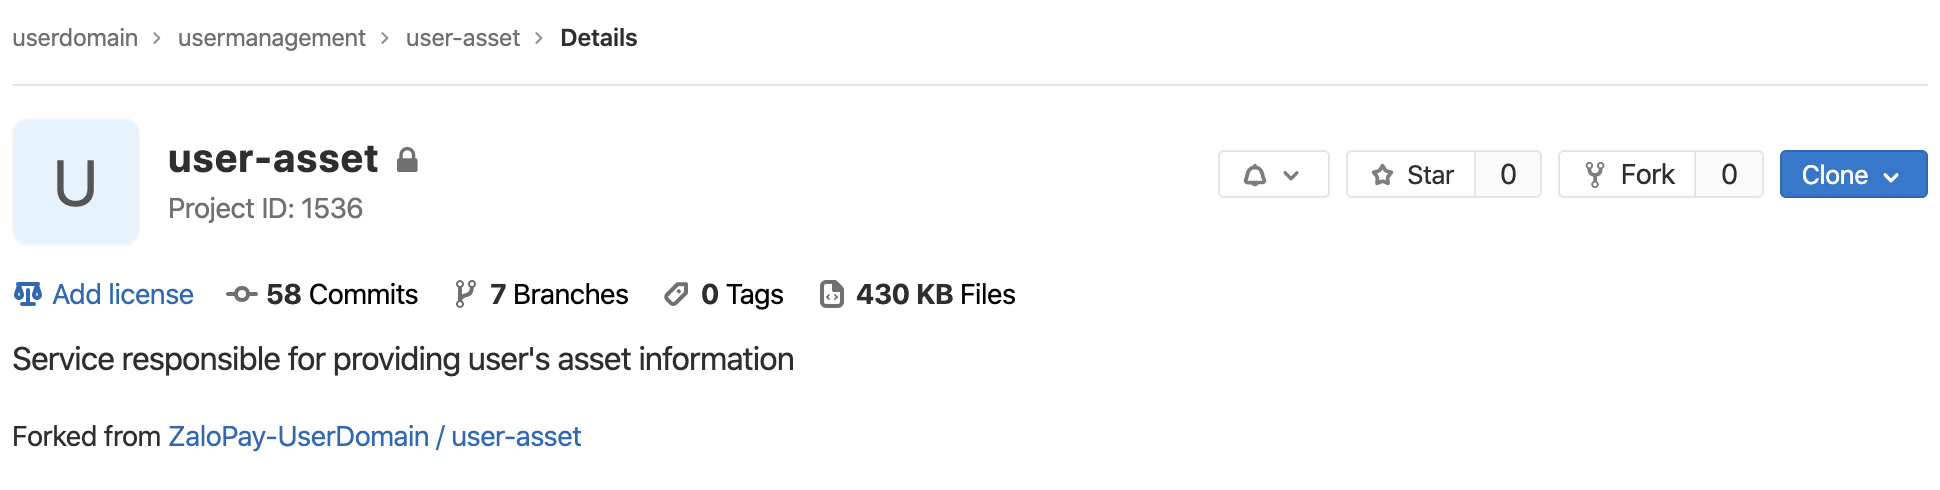 userdomain > usermanagement > user-asset > Details
U
user-asset
Project ID: 1536
Star 0 Fork 0 Clone
Add license 58 Commits 7 Branches 0 Tags 430 KB Files
Service responsible for providing user's asset information
Forked from ZaloPay-UserDomain / user-asset